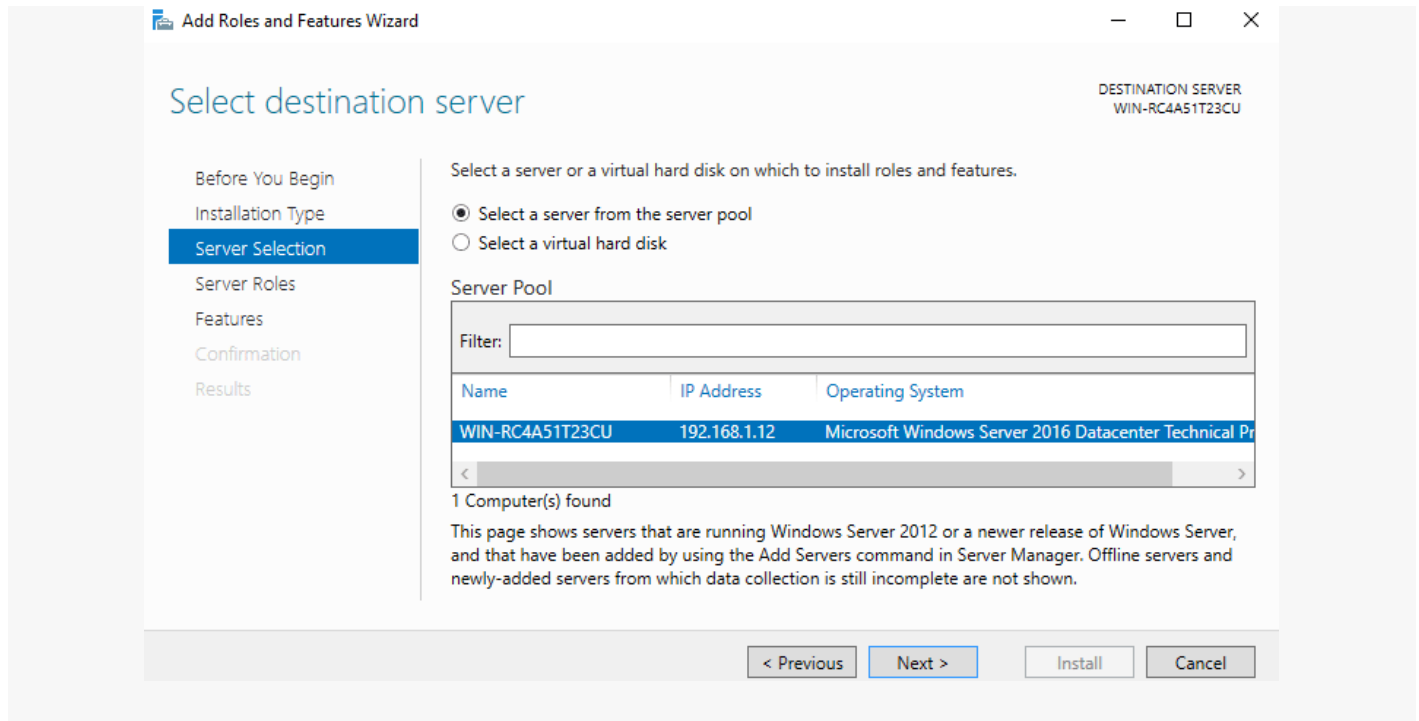 Add Roles and Features Wizard
Select destination server
DESTINATION SERVER
WIN-RC4A51T23CU
Before You Begin
Installation Type
Server Selection
Server Roles
Features
Confirmation
Results
Select a server or a virtual hard disk on which to install roles and features.
Select a server from the server pool
Select a virtual hard disk
Server Pool
Filter:
Name IP Address Operating System
WIN-RC4A51T23CU 192.168.1.12 Microsoft Windows Server 2016 Datacenter Technical Pr
1 Computer(s) found
This page shows servers that are running Windows Server 2012 or a newer release of Windows Server,
and that have been added by using the Add Servers command in Server Manager. Offline servers and
newly-added servers from which data collection is still incomplete are not shown.
< Previous Next > Install Cancel